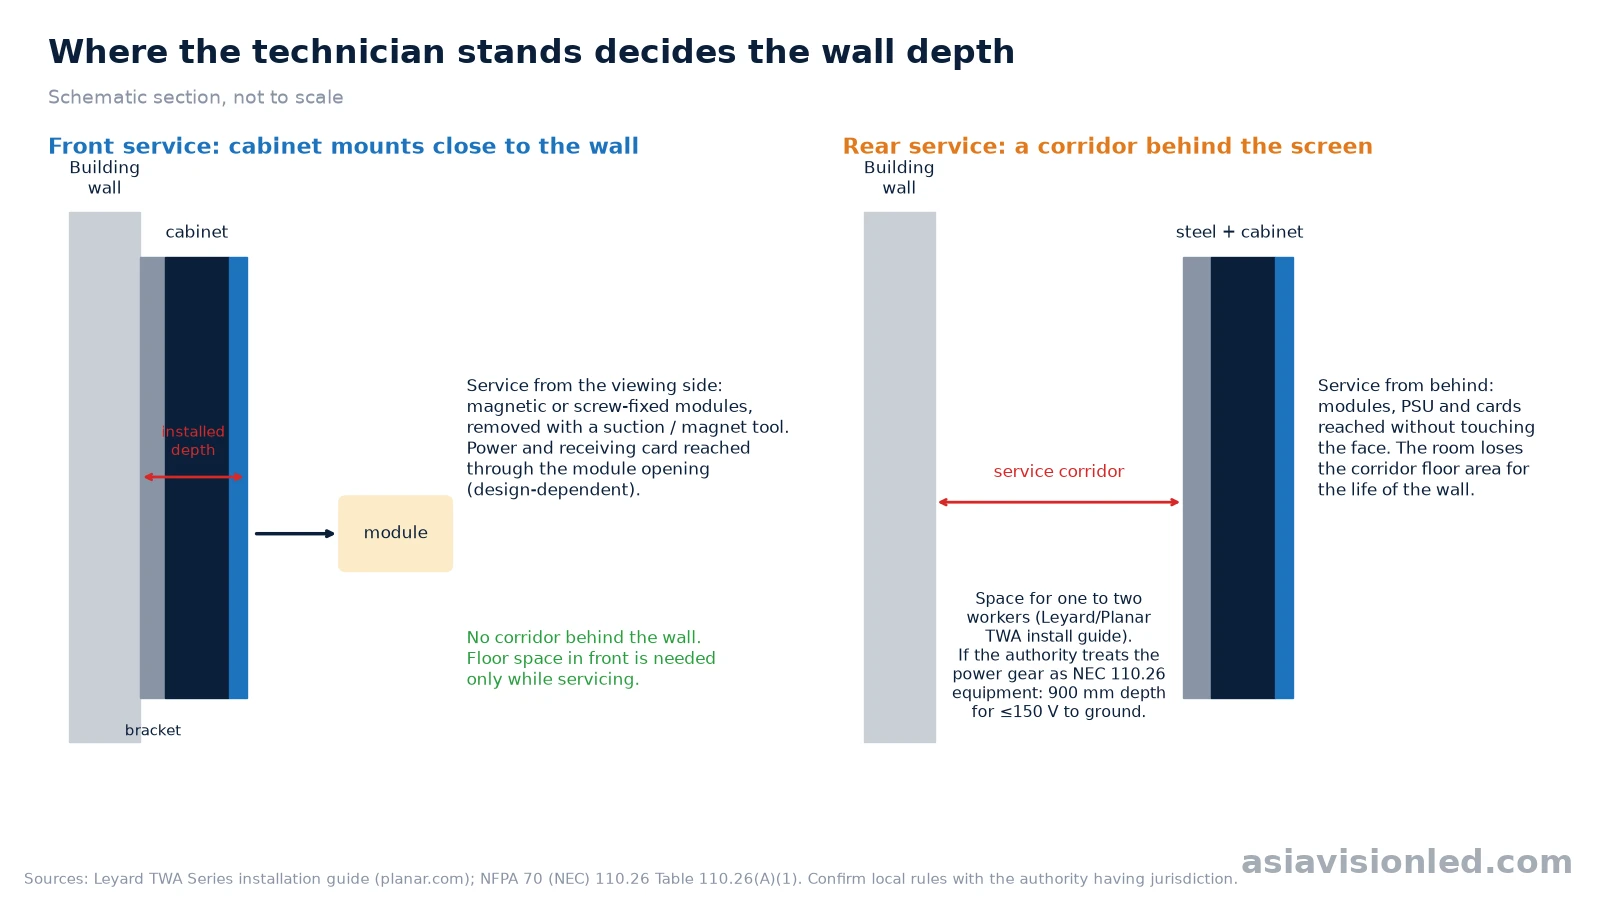 Where the technician stands decides the wall depth
Schematic section, not to scale
Front service: cabinet mounts close to the wall
Building
wall
cabinet
installed
depth
module
bracket
Service from the viewing side:
magnetic or screw-fixed modules,
removed with a suction / magnet tool.
Power and receiving card reached
through the module opening
(design-dependent).
No corridor behind the wall.
Floor space in front is needed
only while servicing.
Rear service: a corridor behind the screen
Building
wall
steel + cabinet
service corridor
Space for one to two
workers (Leyard/Planar
TWA install guide).
If the authority treats the
power gear as NEC 110.26
equipment: 900 mm depth
for ≤150 V to ground.
Service from behind:
modules, PSU and cards
reached without touching
the face. The room loses
the corridor floor area for
the life of the wall.
Sources: Leyard TWA Series installation guide (planar.com); NFPA 70 (NEC) 110.26 Table 110.26(A)(1). Confirm local rules with the authority having jurisdiction.
asiavisionled.com